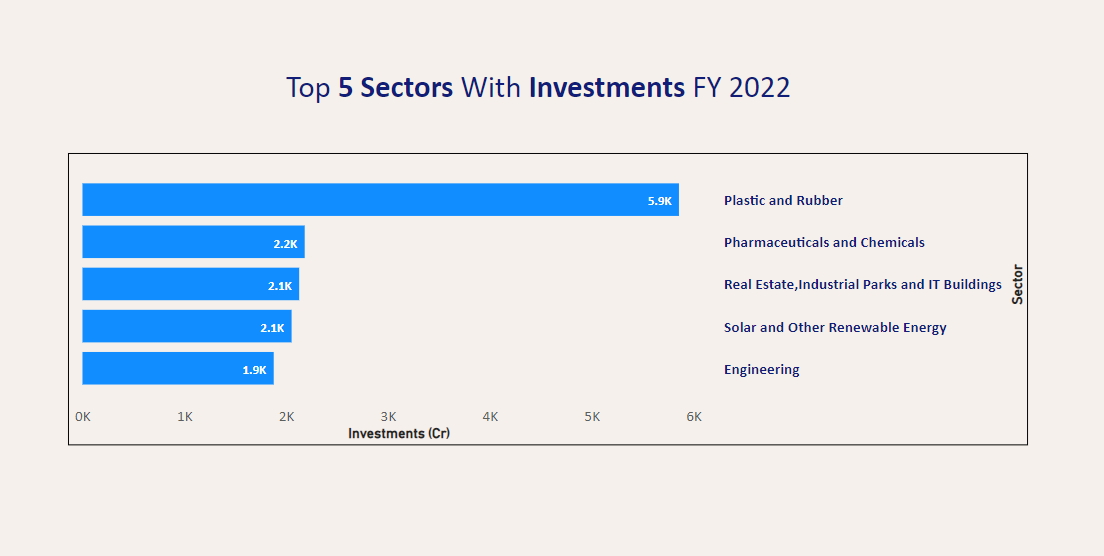 Top 5 Sectors With Investments FY 2022
5.9K Plastic and Rubber
2.2K Pharmaceuticals and Chemicals
2.1K Real Estate,Industrial Parks and IT Buildings
2.1K Solar and Other Renewable Energy
1.9K Engineering
Sector
0K 1K 2K 3K 4K 5K 6K
Investments (Cr)